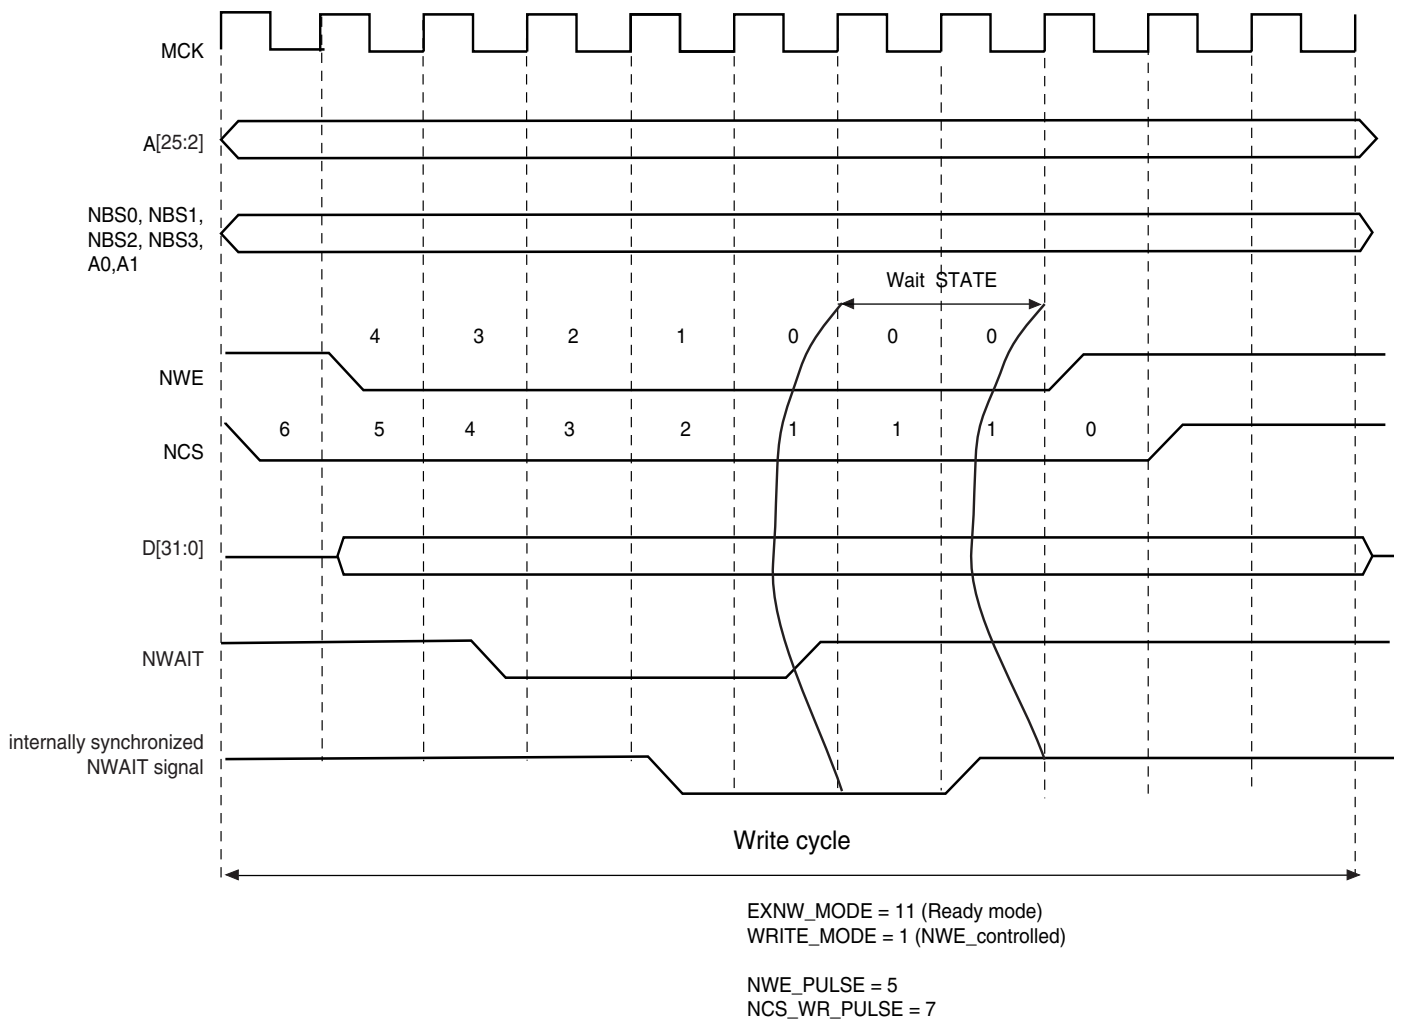 MCK
A[25:2]
NBS0, NBS1,
NBS2, NBS3,
A0,A1
Wait STATE
4 3 2 1 0 0 0
NWE
6 5 4 3 2 1 1 1 0
NCS
D[31:0]
NWAIT
internally synchronized
NWAIT signal
Write cycle
EXNW_MODE = 11 (Ready mode)
WRITE_MODE = 1 (NWE_controlled)
NWE_PULSE = 5
NCS_WR_PULSE = 7